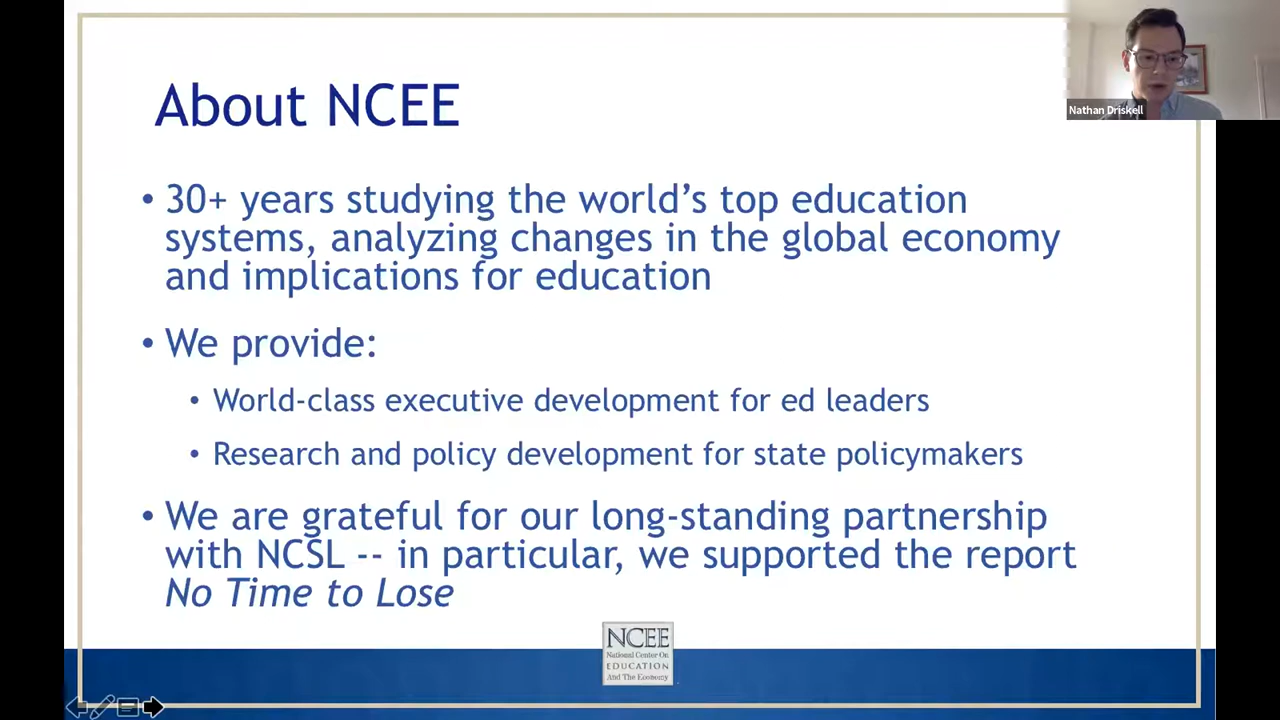 About NCEE
Nathan Driskell
• 30+ years studying the world's top education
systems, analyzing changes in the global economy
and implications for education
• We provide:
• World-class executive development for ed leaders
• Research and policy development for state policymakers
• We are grateful for our long-standing partnership
with NCSL -- in particular, we supported the report
No Time to Lose
NCEE
National Center On
EDUCATION
And The Economy